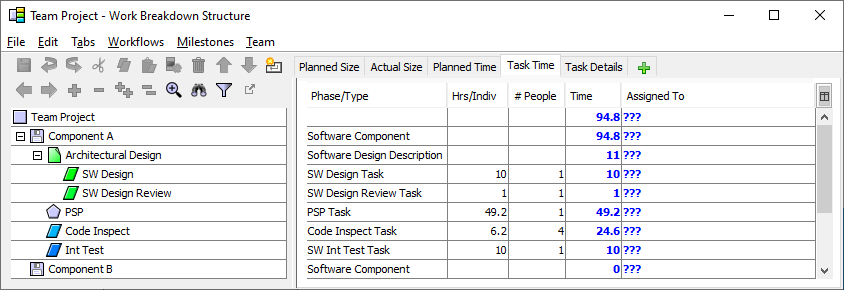 Team Project - Work Breakdown Structure
File Edit Tabs Workflows Milestones Team
Planned Size Actual Size Planned Time Task Time Task Details
Phase/Type Hrs/Indiv # People Time Assigned To
Team Project 94.8 ???
Component A Software Component 94.8 ???
Architectural Design Software Design Description 11 ???
SW Design SW Design Task 10 1 10 ???
SW Design Review SW Design Review Task 1 1 1 ???
PSP PSP Task 49.2 1 49.2 ???
Code Inspect Code Inspect Task 6.2 4 24.6 ???
Int Test SW Int Test Task 10 1 10 ???
Component B Software Component 0 ???